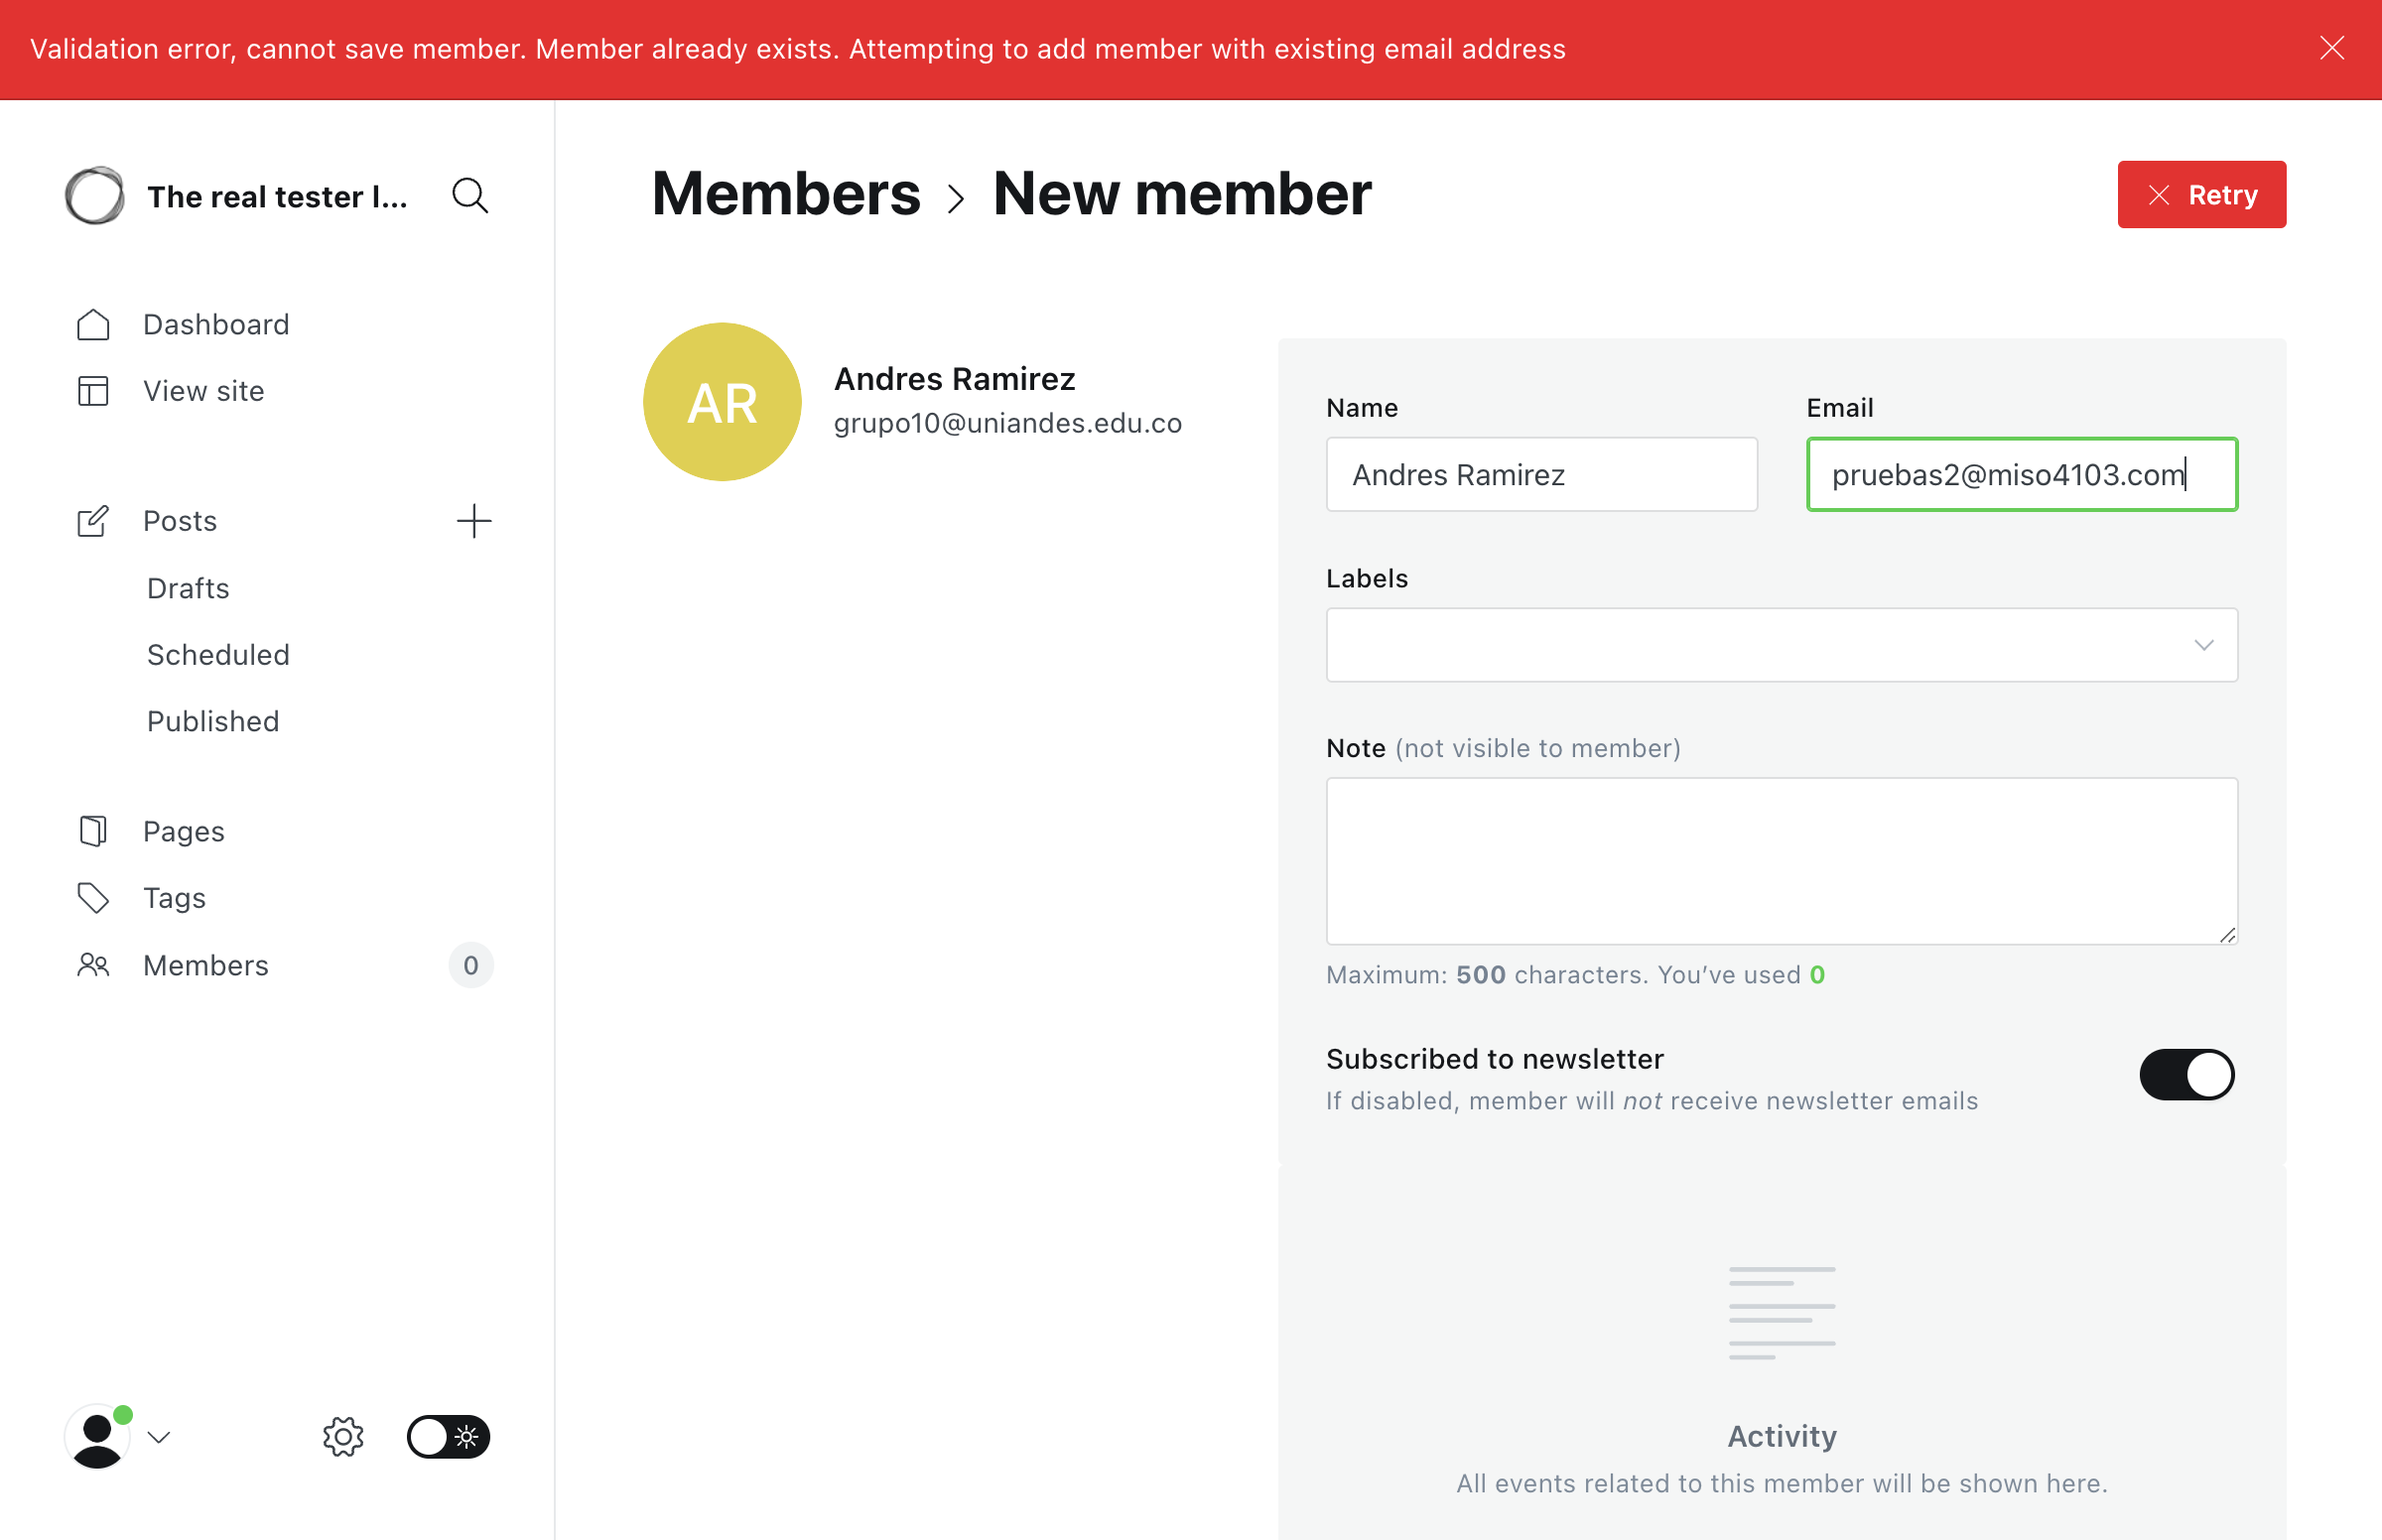 Validation error, cannot save member. Member already exists. Attempting to add member with existing email address
The real tester l...
Dashboard
View site
Posts
Drafts
Scheduled
Published
Pages
Tags
Members 0
Members > New member
Retry
AR
Andres Ramirez
grupo10@uniandes.edu.co
Name Email
Andres Ramirez pruebas2@miso4103.com
Labels
Note (not visible to member)
Maximum: 500 characters. You’ve used 0
Subscribed to newsletter
If disabled, member will not receive newsletter emails
Activity
All events related to this member will be shown here.